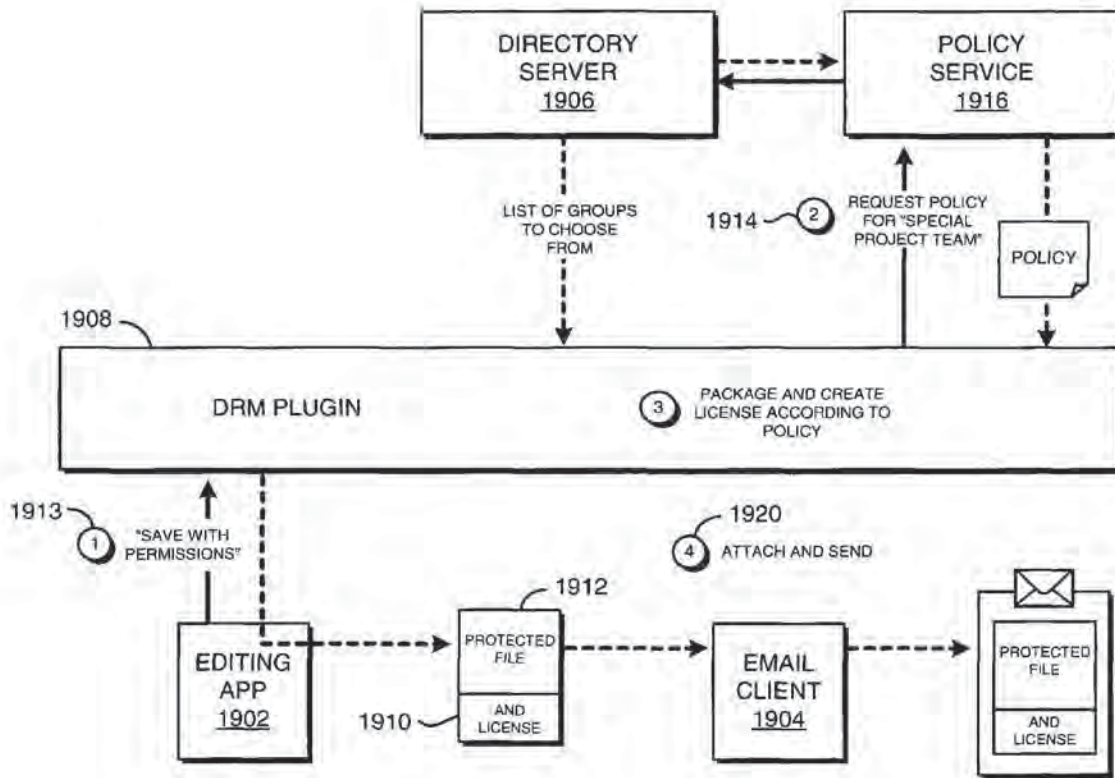 DIRECTORY
SERVER
1906
POLICY
SERVICE
1916
LIST OF GROUPS
TO CHOOSE
FROM
1914
2
REQUEST POLICY
FOR "SPECIAL
PROJECT TEAM"
POLICY
1908
DRM PLUGIN
3
PACKAGE AND CREATE
LICENSE ACCORDING TO
POLICY
1913
1
"SAVE WITH
PERMISSIONS"
1920
4
ATTACH AND SEND
1912
EDITING
APP
1902
PROTECTED
FILE
1910
AND
LICENSE
EMAIL
CLIENT
1904
PROTECTED
FILE
AND
LICENSE